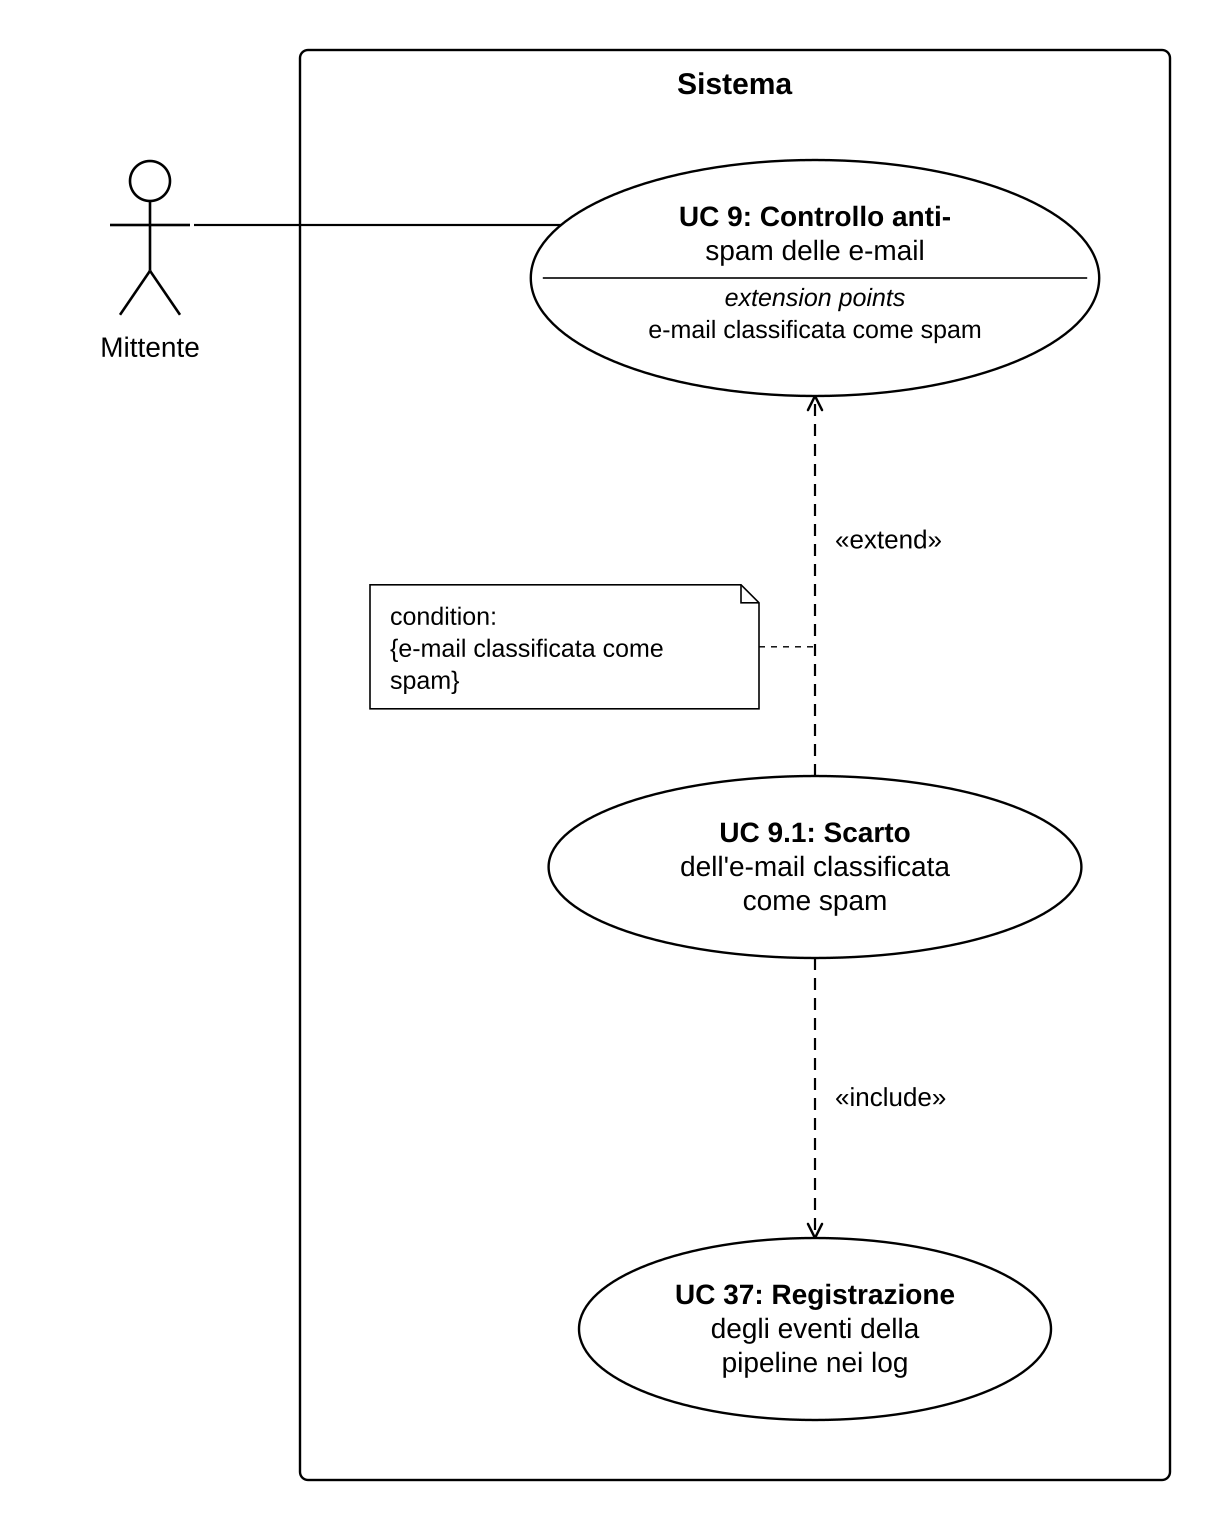 Sistema
UC 9: Controllo anti-
spam delle e-mail
extension points
e-mail classificata come spam
Mittente
«extend»
condition:
{e-mail classificata come
spam}
UC 9.1: Scarto
dell'e-mail classificata
come spam
«include»
UC 37: Registrazione
degli eventi della
pipeline nei log